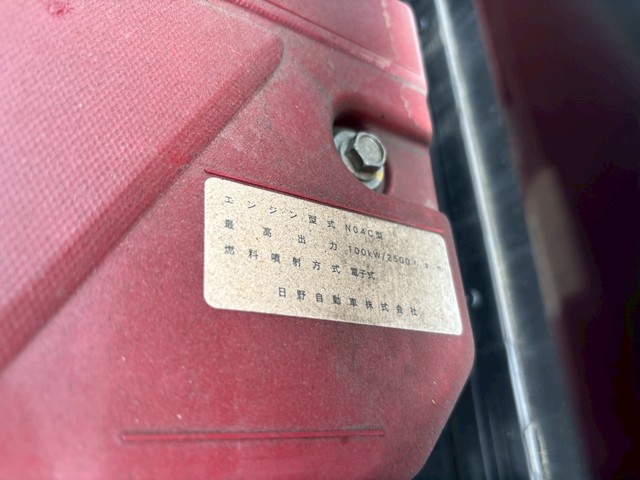 エンジン型式 N04C型
最高出力 100kW/2500r.p.m
燃料噴射方式 電子式
日野自動車株式会社